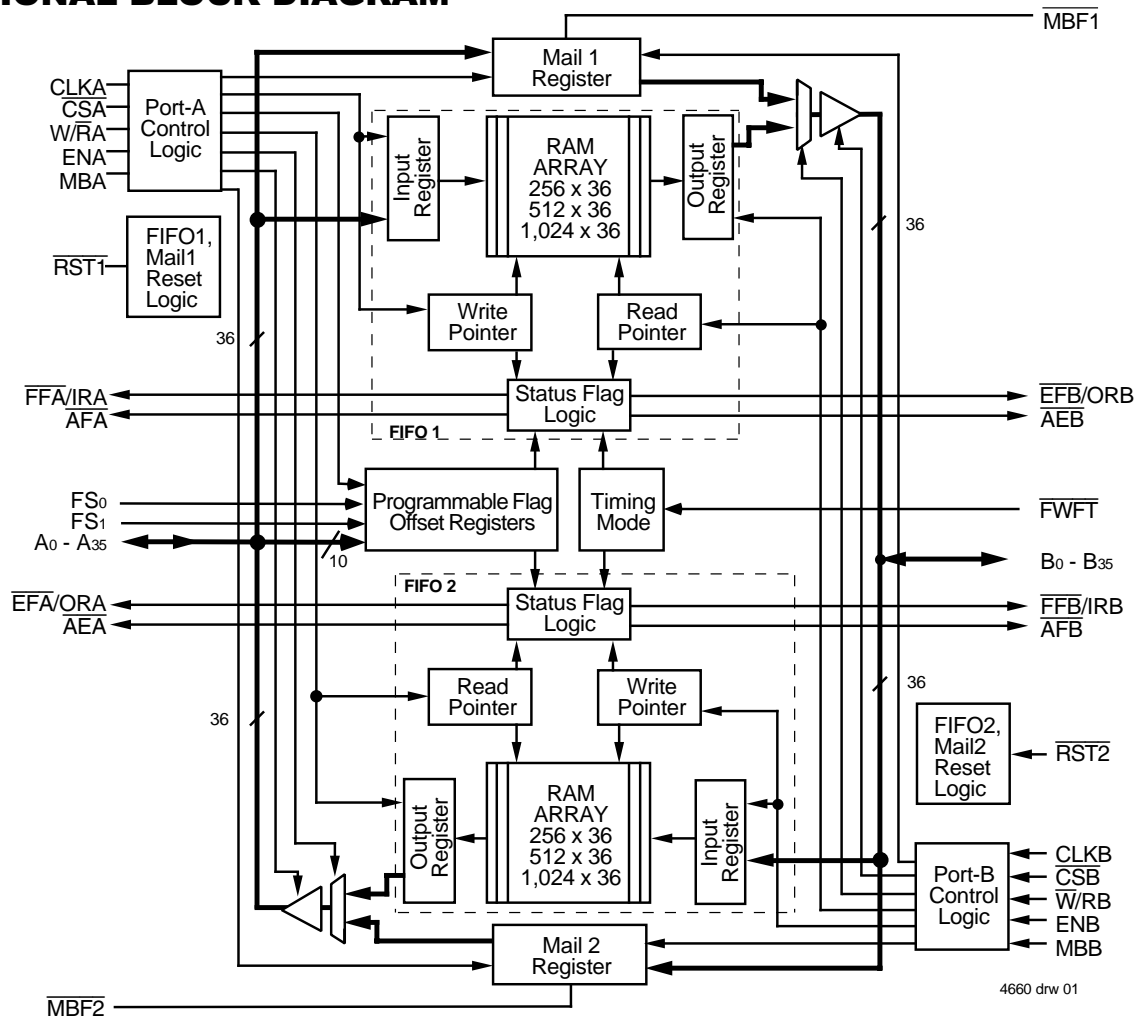 IONAL BLOCK DIAGRAM
MBF1
Mail 1
Register
CLKA
CSA
W/RA
ENA
MBA
Port-A
Control
Logic
Input
Register
RAM
ARRAY
256 x 36
512 x 36
1,024 x 36
Output
Register
36
RST1
FIFO1,
Mail1
Reset
Logic
36
Write
Pointer
Read
Pointer
FFA/IRA
AFA
Status Flag
Logic
EFB/ORB
AEB
FIFO 1
FS0
FS1
A0 - A35
Programmable Flag
Offset Registers
10
Timing
Mode
FWFT
B0 - B35
FIFO 2
EFA/ORA
AEA
Status Flag
Logic
FFB/IRB
AFB
Read
Pointer
Write
Pointer
36
36
FIFO2,
Mail2
Reset
Logic
RST2
Output
Register
RAM
ARRAY
256 x 36
512 x 36
1,024 x 36
Input
Register
Port-B
Control
Logic
CLKB
CSB
W/RB
ENB
MBB
Mail 2
Register
MBF2
4660 drw 01